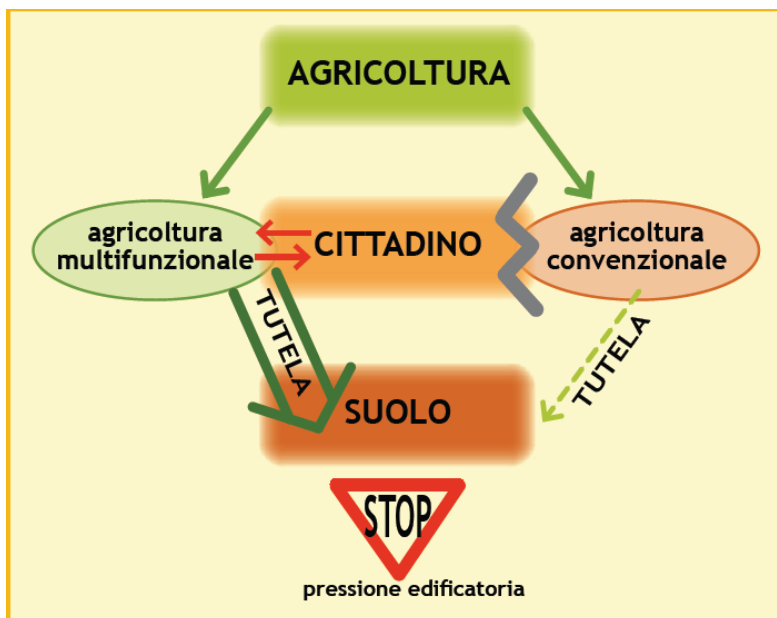 AGRICOLTURA
agricoltura
multifunzionale
CITTADINO
agricoltura
convenzionale
TUTELA
TUTELA
SUOLO
STOP
pressione edificatoria